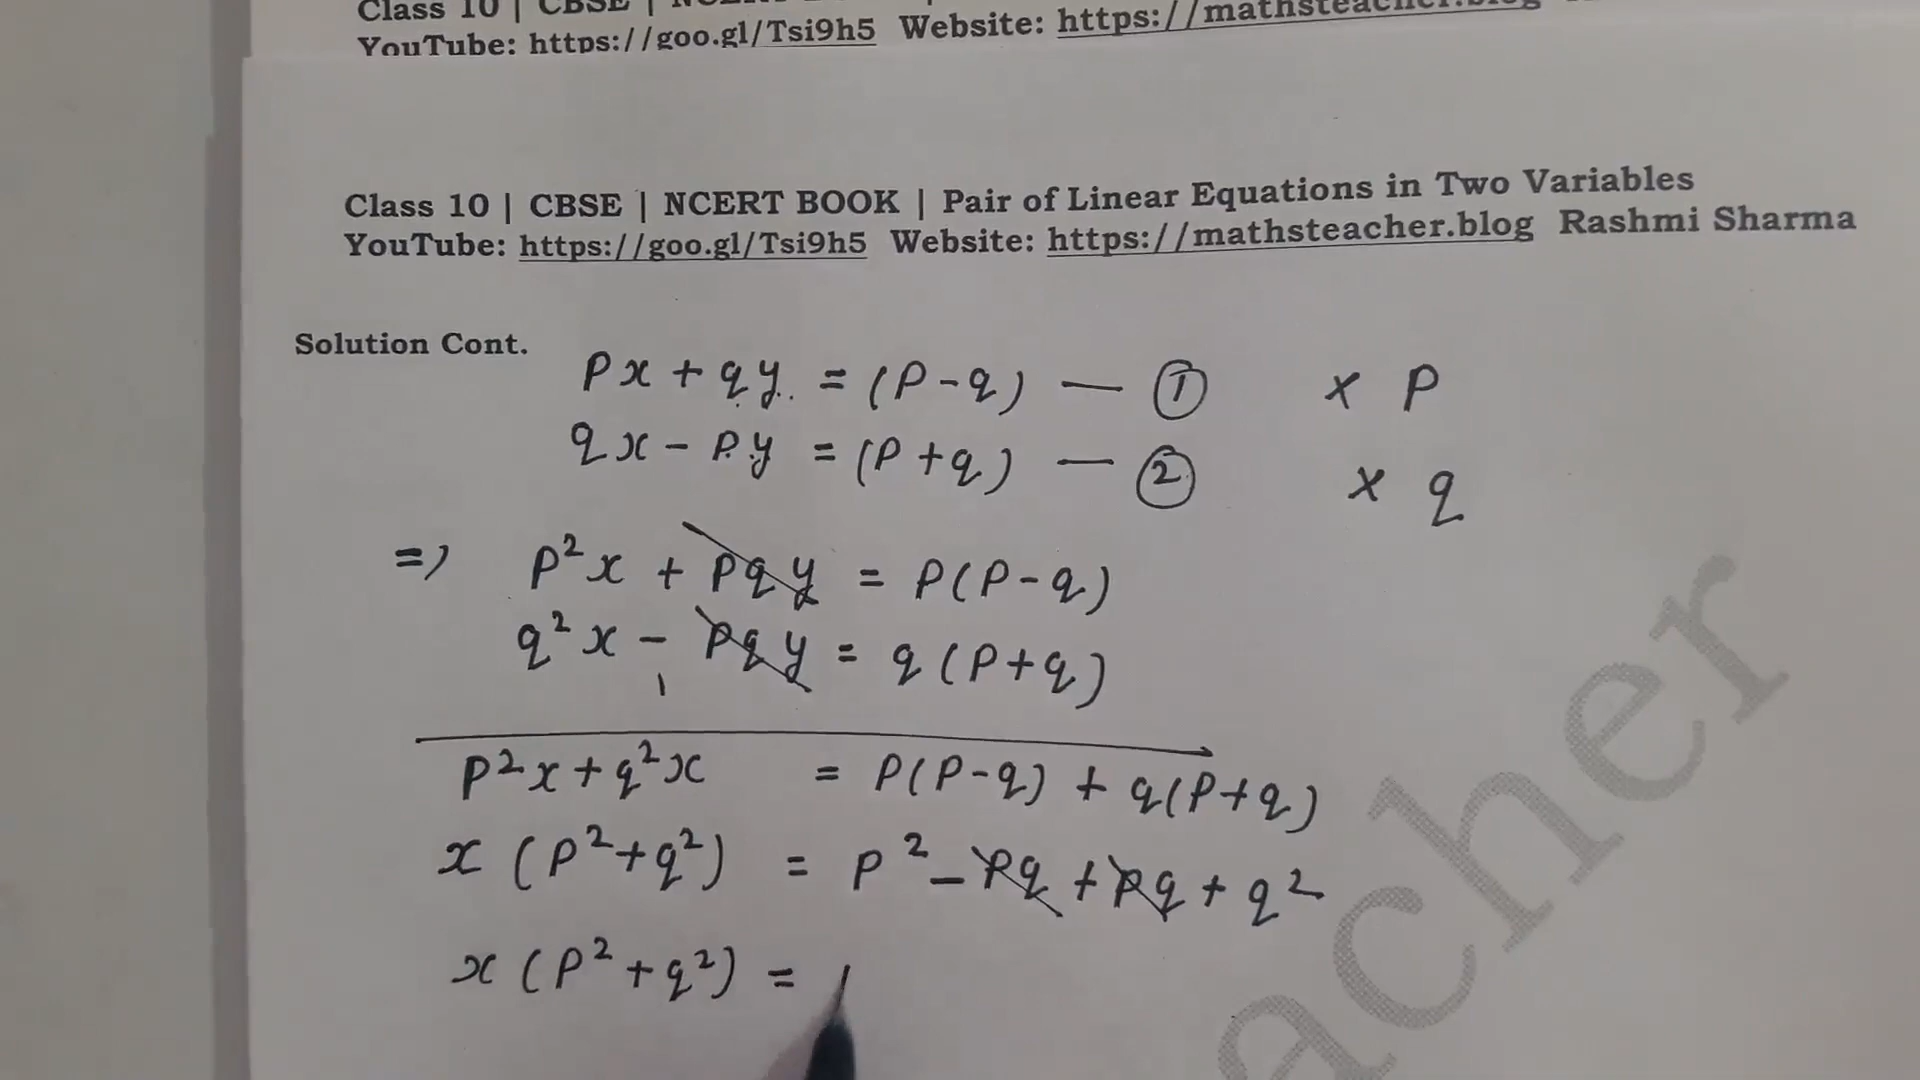 Class 10 | CBSE |
YouTube: https://goo.gl/Tsi9h5 Website: https://mathsteacher.blog
Class 10 | CBSE | NCERT BOOK | Pair of Linear Equations in Two Variables
YouTube: https://goo.gl/Tsi9h5 Website: https://mathsteacher.blog Rashmi Sharma
Solution Cont.
px + qy = (p - q) — ① × p
qx - py = (p + q) — ② × q
=) p²x + pqy = p(p - q)
q²x - pqy = q(p + q)
p²x + q²x = p(p - q) + q(p + q)
x (p² + q²) = p² - pq + pq + q²
x (p² + q²) =
acher